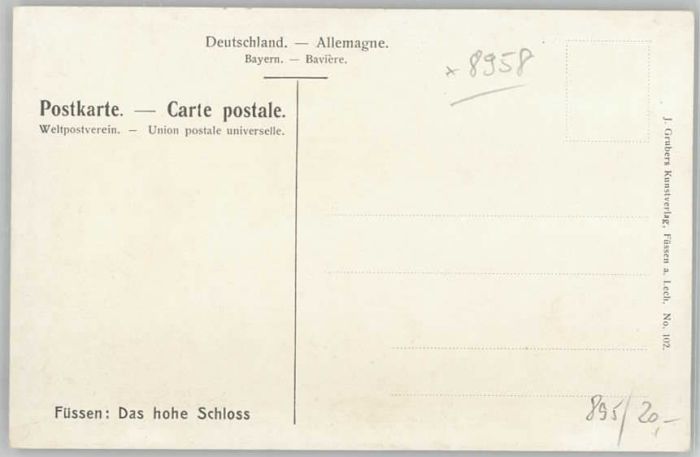 Deutschland. — Allemagne.
Bayern. — Bavière.
× 8958
Postkarte. — Carte postale.
Weltpostverein. — Union postale universelle.
J. Grubers Kunstverlag, Füssen a. Lech. No. 102.
Füssen: Das hohe Schloss
895/20,-